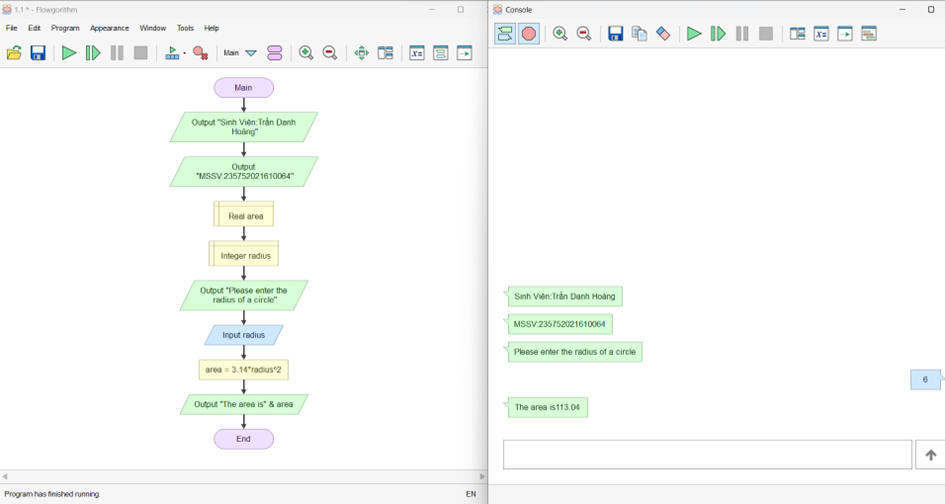 1.1 * - Flowgorithm
File Edit Program Appearance Window Tools Help
Main
Main
Output "Sinh Viên:Trần Danh
Hoàng"
Output
"MSSV:235752021610064"
Real area
Integer radius
Output "Please enter the
radius of a circle"
Input radius
area = 3.14*radius^2
Output "The area is" & area
End
Program has finished running.
EN
Console
Sinh Viên:Trần Danh Hoàng
MSSV:235752021610064
Please enter the radius of a circle
6
The area is113.04